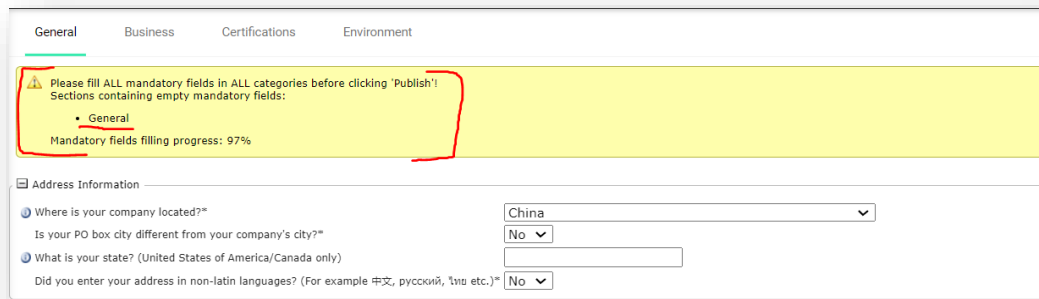 General Business Certifications Environment
Please fill ALL mandatory fields in ALL categories before clicking 'Publish'!
Sections containing empty mandatory fields:
• General
Mandatory fields filling progress: 97%
Address Information
Where is your company located?* China
Is your PO box city different from your company's city?* No
What is your state? (United States of America/Canada only)
Did you enter your address in non-latin languages? (For example 中文, русский, ไทย etc.)* No